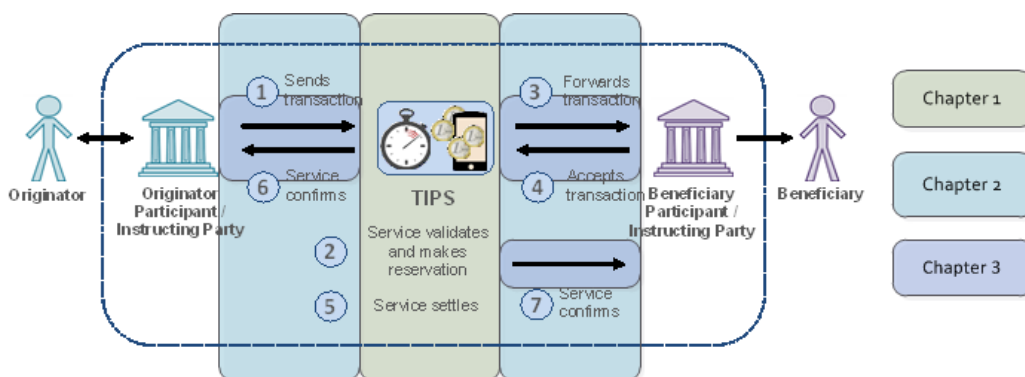 1
Sends
transaction
3
Forwards
transaction
Chapter 1
Originator
Originator
Participant /
Instructing Party
6
Service
confirms
TIPS
4
Accepts
transaction
Beneficiary
Participant /
Instructing Party
Beneficiary
Chapter 2
2
Service validates
and makes
reservation
5
Service settles
7
Service
confirms
Chapter 3